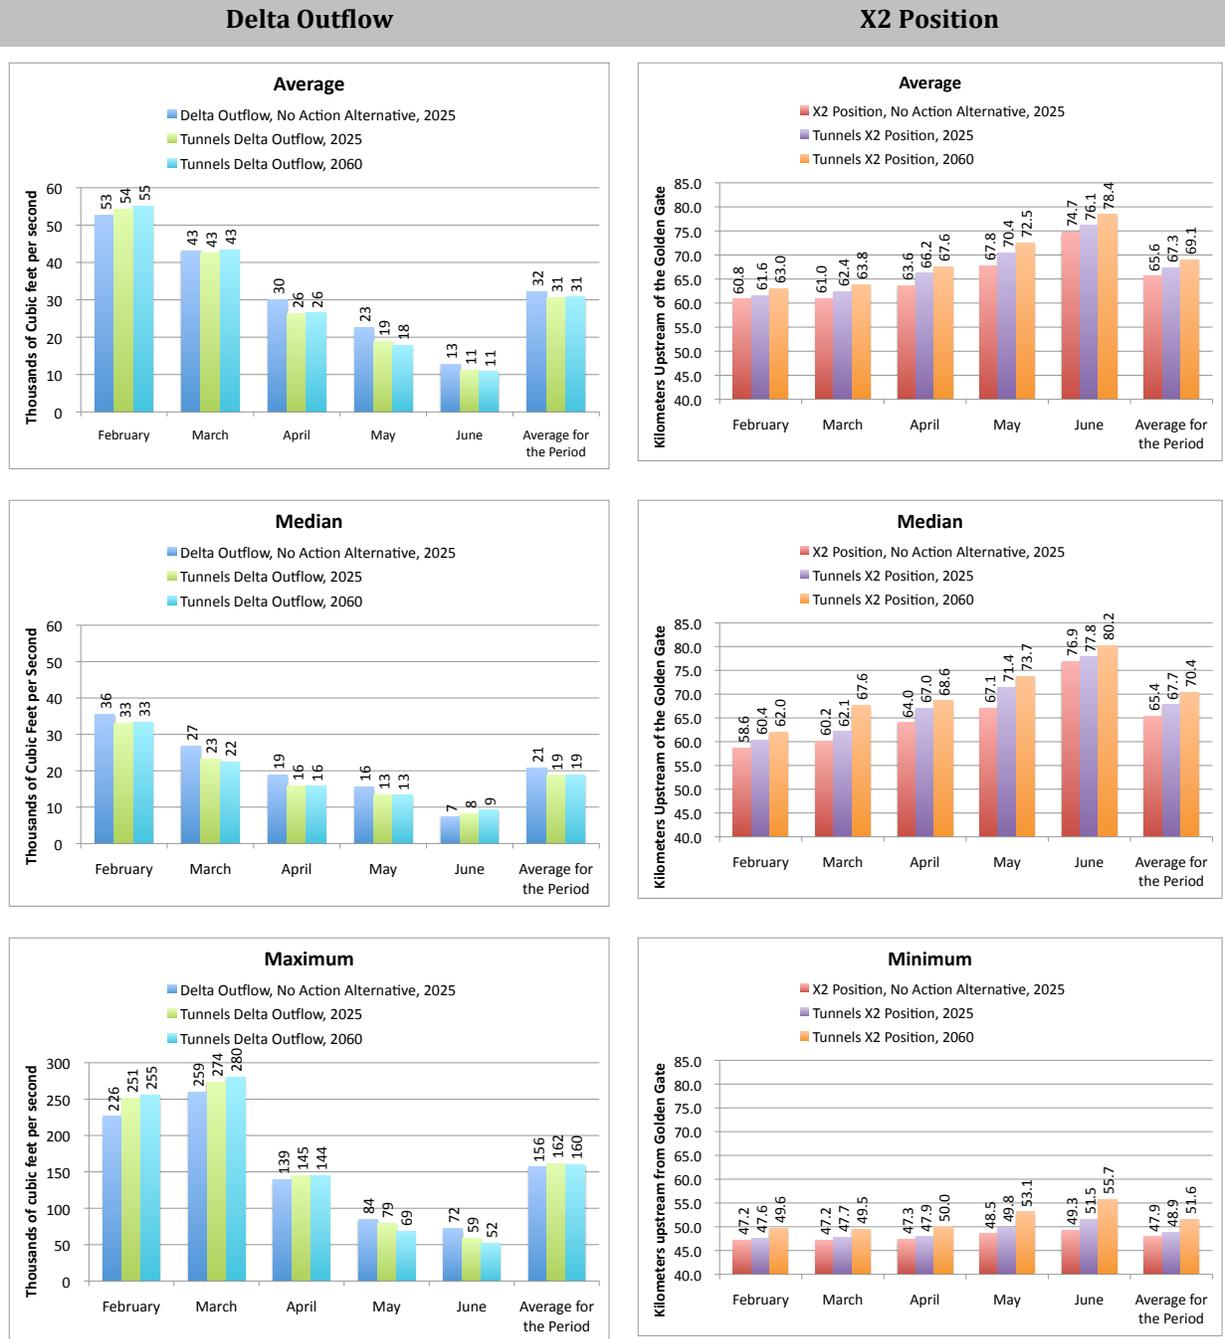 Delta Outflow
X2 Position
Average
Delta Outflow, No Action Alternative, 2025
Tunnels Delta Outflow, 2025
Tunnels Delta Outflow, 2060
Thousands of Cubic feet per second
60
50
40
30
20
10
0
53 54 55
43 43 43
30 26 26
23 19 18
13 11 11
32 31 31
February March April May June Average for
the Period
Average
X2 Position, No Action Alternative, 2025
Tunnels X2 Position, 2025
Tunnels X2 Position, 2060
Kilometers Upstream of the Golden Gate
85.0
80.0
75.0
70.0
65.0
60.0
55.0
50.0
45.0
40.0
60.8 61.6 63.0
61.0 62.4 63.8
63.6 66.2 67.6
67.8 70.4 72.5
74.7 76.1 78.4
65.6 67.3 69.1
February March April May June Average for
the Period
Median
Delta Outflow, No Action Alternative, 2025
Tunnels Delta Outflow, 2025
Tunnels Delta Outflow, 2060
Thousands of Cubic Feet per Second
60
50
40
30
20
10
0
36 33 33
27 23 22
19 16 16
16 13 13
7 8 9
21 19 19
February March April May June Average for
the Period
Median
X2 Position, No Action Alternative, 2025
Tunnels X2 Position, 2025
Tunnels X2 Position, 2060
Kilometers Upstream of the Golden Gate
85.0
80.0
75.0
70.0
65.0
60.0
55.0
50.0
45.0
40.0
58.6 60.4 62.0
60.2 62.1 67.6
64.0 67.0 68.6
67.1 71.4 73.7
76.9 77.8 80.2
65.4 67.7 70.4
February March April May June Average for
the Period
Maximum
Delta Outflow, No Action Alternative, 2025
Tunnels Delta Outflow, 2025
Tunnels Delta Outflow, 2060
Thousands of cubic feet per second
300
250
200
150
100
50
0
226 251 255
259 274 280
139 145 144
84 79 69
72 59 52
156 162 160
February March April May June Average for
the Period
Minimum
X2 Position, No Action Alternative, 2025
Tunnels X2 Position, 2025
Tunnels X2 Position, 2060
Kilometers upstream from Golden Gate
85.0
80.0
75.0
70.0
65.0
60.0
55.0
50.0
45.0
40.0
47.2 47.6 49.6
47.2 47.7 49.5
47.3 47.9 50.0
48.5 49.8 53.1
49.3 51.5 55.7
47.9 48.9 51.6
February March April May June Average for
the Period